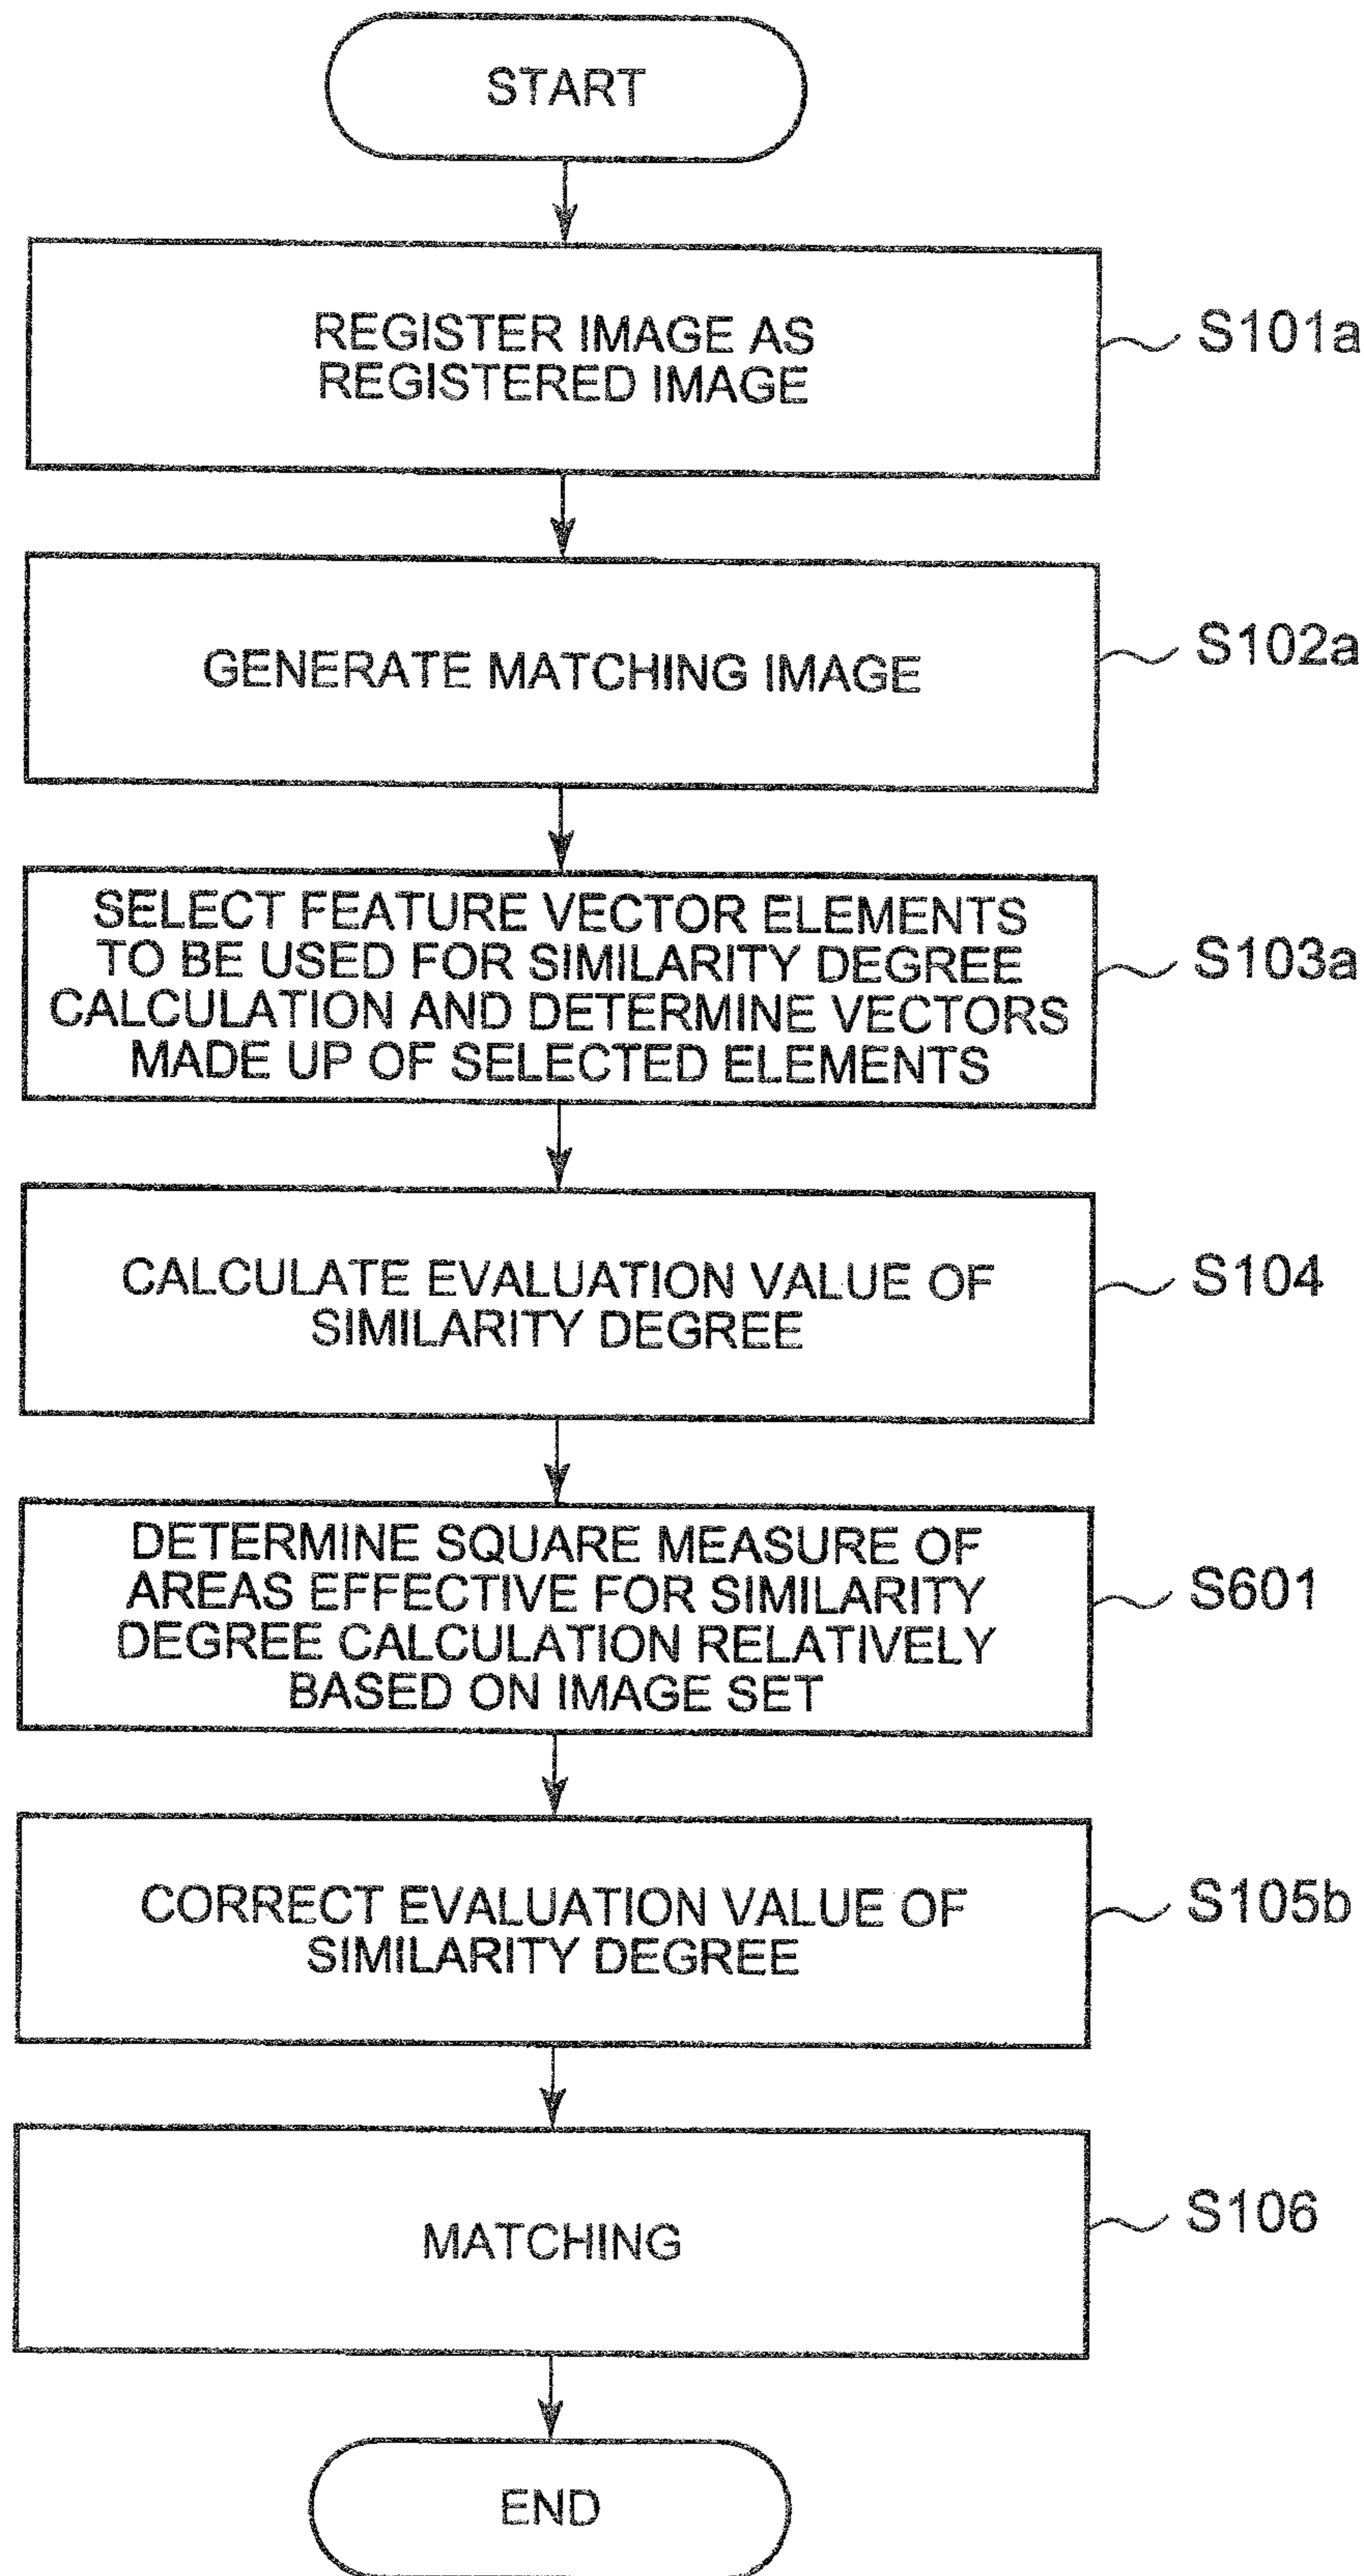 START
REGISTER IMAGE AS
REGISTERED IMAGE
S101a
GENERATE MATCHING IMAGE
S102a
SELECT FEATURE VECTOR ELEMENTS
TO BE USED FOR SIMILARITY DEGREE
CALCULATION AND DETERMINE VECTORS
MADE UP OF SELECTED ELEMENTS
S103a
CALCULATE EVALUATION VALUE OF
SIMILARITY DEGREE
S104
DETERMINE SQUARE MEASURE OF
AREAS EFFECTIVE FOR SIMILARITY
DEGREE CALCULATION RELATIVELY
BASED ON IMAGE SET
S601
CORRECT EVALUATION VALUE OF
SIMILARITY DEGREE
S105b
MATCHING
S106
END